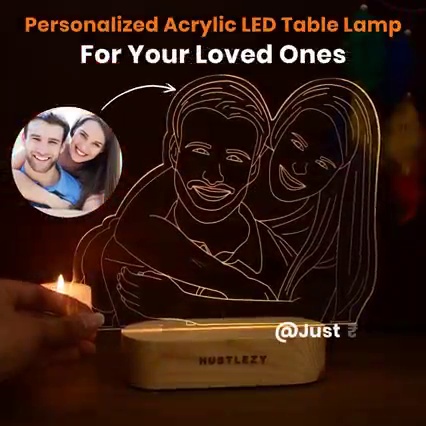 Personalized Acrylic LED Table Lamp
For Your Loved Ones
@Just
HUSTLEZY